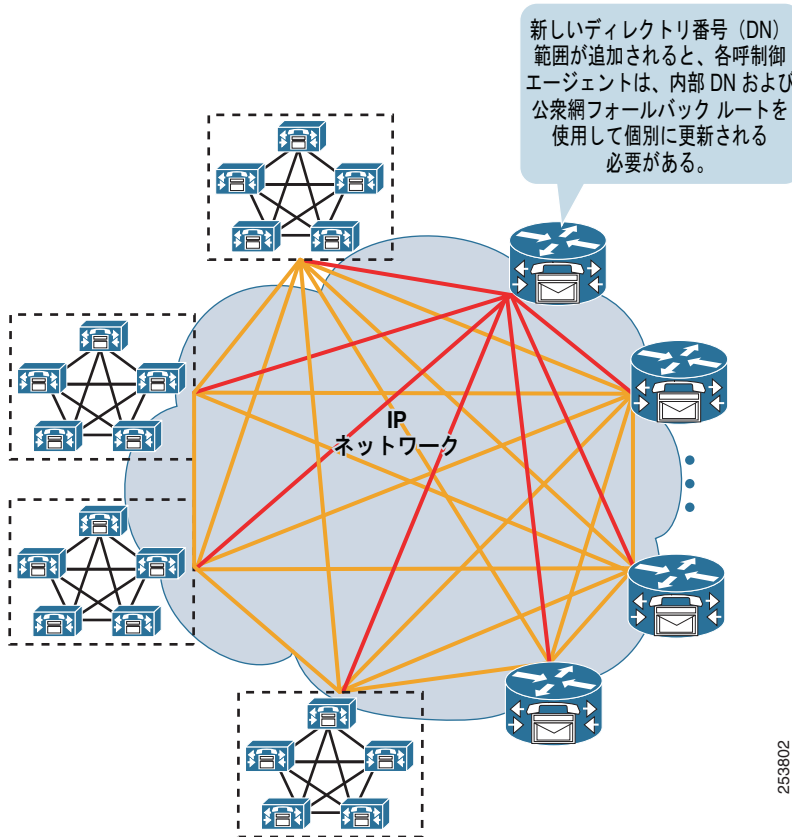 新しいディレクトリ番号（DN）
範囲が追加されると、各呼制御
エージェントは、内部 DN および
公衆網フォールバック ルートを
使用して個別に更新される
必要がある。
IP
ネットワーク
253802